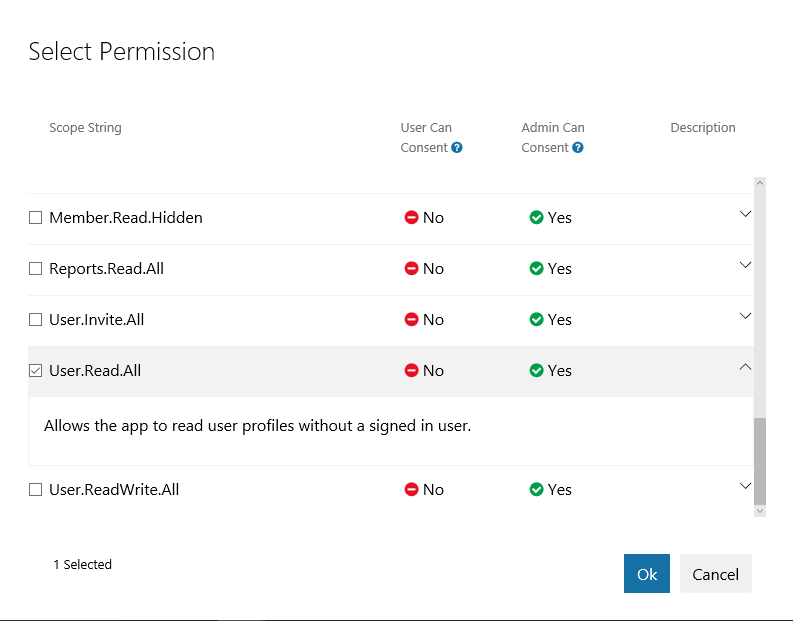 Select Permission
Scope String
User Can Consent
Admin Can Consent
Description
Member.Read.Hidden No Yes
Reports.Read.All No Yes
User.Invite.All No Yes
User.Read.All No Yes
Allows the app to read user profiles without a signed in user.
User.ReadWrite.All No Yes
1 Selected
Ok Cancel